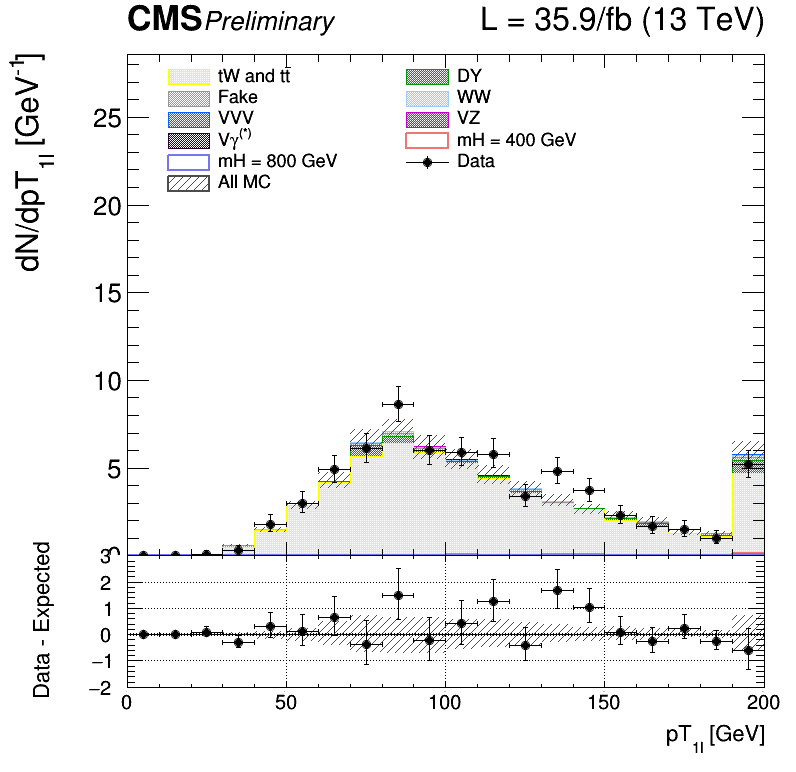 CMS Preliminary L = 35.9/fb (13 TeV)
dN/dpT1l [GeV-1]
tW and tt DY
Fake WW
VVV VZ
Vγ(*) mH = 400 GeV
mH = 800 GeV Data
All MC
25
20
15
10
5
0
Data - Expected
3
2
1
0
−1
−2
0 50 100 150 200
pT1l [GeV]